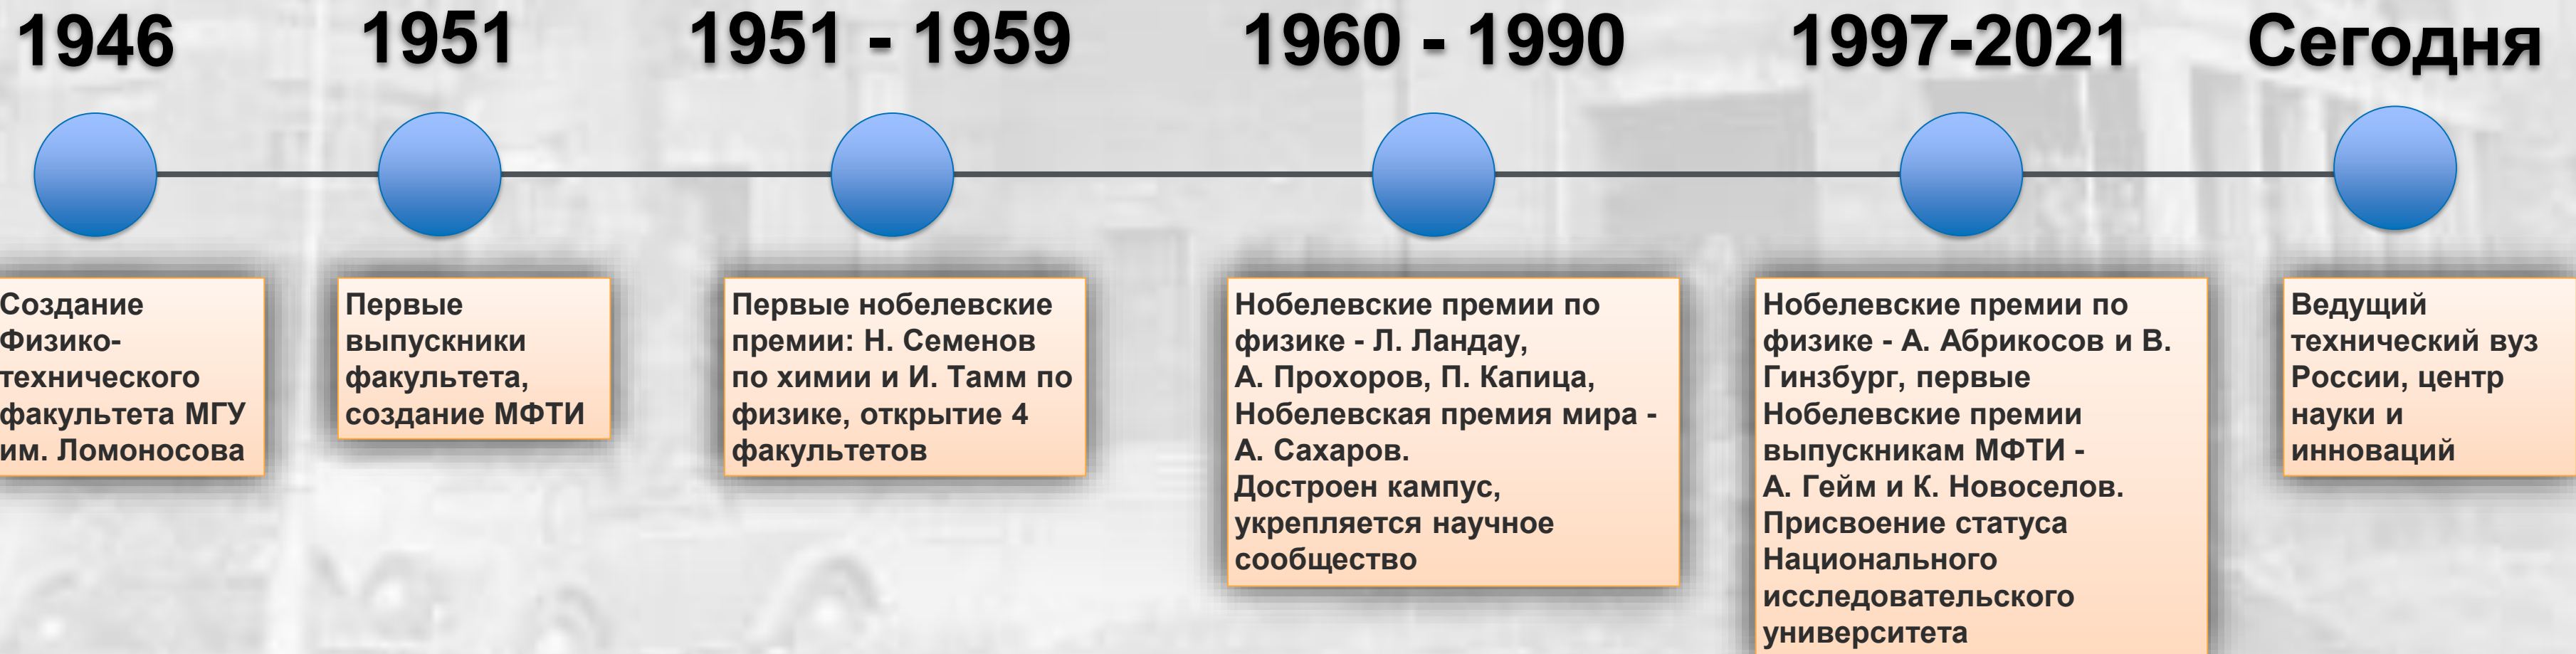 1946
1951
1951 - 1959
1960 - 1990
1997-2021
Сегодня
Создание
Физико-
технического
факультета МГУ
им. Ломоносова
Первые
выпускники
факультета,
создание МФТИ
Первые нобелевские
премии: Н. Семенов
по химии и И. Тамм по
физике, открытие 4
факультетов
Нобелевские премии по
физике - Л. Ландау,
А. Прохоров, П. Капица,
Нобелевская премия мира -
А. Сахаров.
Достроен кампус,
укрепляется научное
сообщество
Нобелевские премии по
физике - А. Абрикосов и В.
Гинзбург, первые
Нобелевские премии
выпускникам МФТИ -
А. Гейм и К. Новоселов.
Присвоение статуса
Национального
исследовательского
университета
Ведущий
технический вуз
России, центр
науки и
инноваций